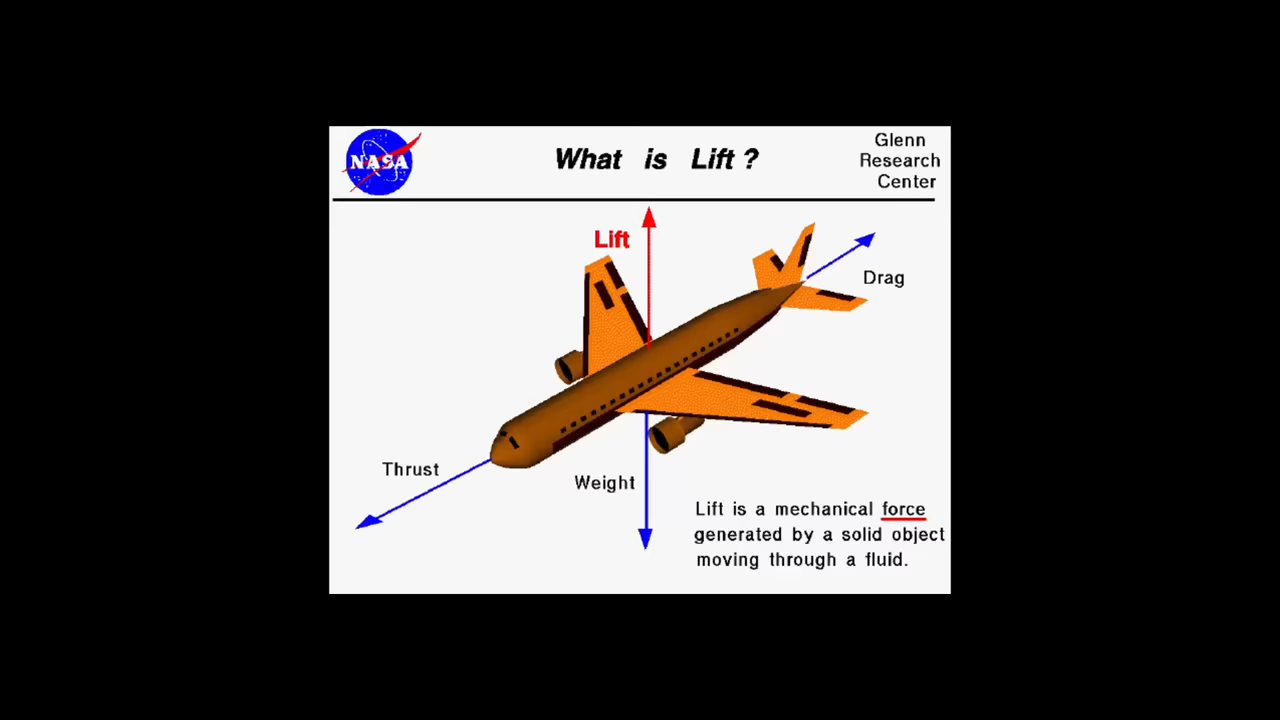 NASA
What is Lift ?
Glenn
Research
Center
Lift
Drag
Thrust
Weight
Lift is a mechanical force
generated by a solid object
moving through a fluid.